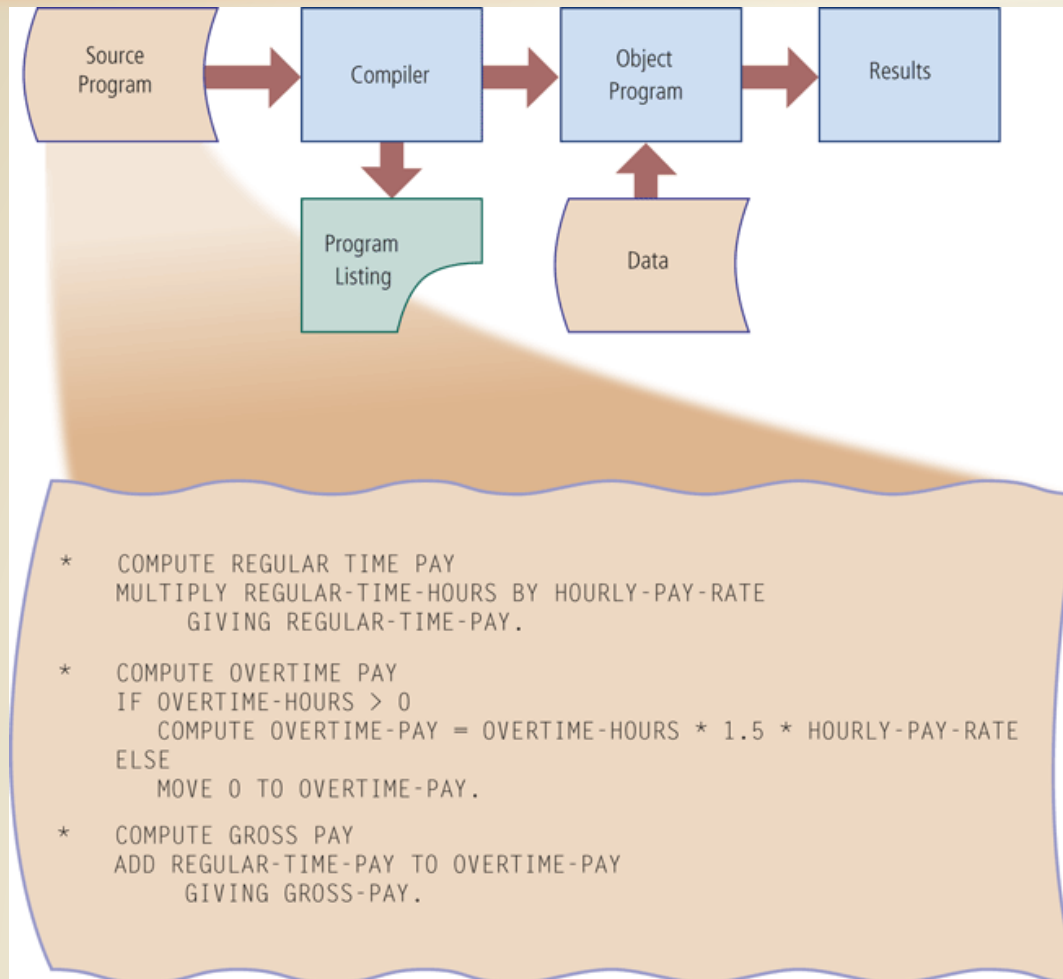 Source
Program
Compiler
Object
Program
Results
Program
Listing
Data
* COMPUTE REGULAR TIME PAY
MULTIPLY REGULAR-TIME-HOURS BY HOURLY-PAY-RATE
GIVING REGULAR-TIME-PAY.
* COMPUTE OVERTIME PAY
IF OVERTIME-HOURS > 0
COMPUTE OVERTIME-PAY = OVERTIME-HOURS * 1.5 * HOURLY-PAY-RATE
ELSE
MOVE 0 TO OVERTIME-PAY.
* COMPUTE GROSS PAY
ADD REGULAR-TIME-PAY TO OVERTIME-PAY
GIVING GROSS-PAY.